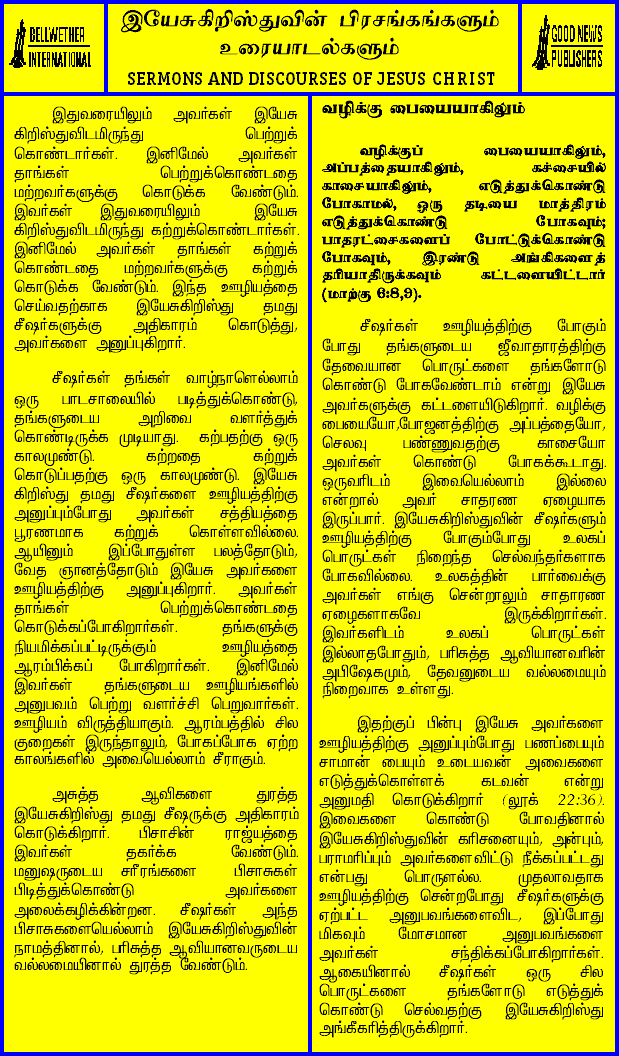 BELLWETHER
INTERNATIONAL
இயேசுகிறிஸ்துவின் பிரசங்கங்களும்
உரையாடல்களும்
SERMONS AND DISCOURSES OF JESUS CHRIST
GOOD NEWS
PUBLISHERS
இதுவரையிலும் அவர்கள் இயேசு
கிறிஸ்துவிடமிருந்து பெற்றுக்
கொண்டார்கள். இனிமேல் அவர்கள்
தாங்கள் பெற்றுக்கொண்டதை
மற்றவர்களுக்கு கொடுக்க வேண்டும்.
இவர்கள் இதுவரையிலும் இயேசு
கிறிஸ்துவிடமிருந்து கற்றுக்கொண்டார்கள்.
இனிமேல் அவர்கள் தாங்கள் கற்றுக்
கொண்டதை மற்றவர்களுக்கு கற்றுக்
கொடுக்க வேண்டும். இந்த ஊழியத்தை
செய்வதற்காக இயேசுகிறிஸ்து தமது
சீஷர்களுக்கு அதிகாரம் கொடுத்து,
அவர்களை அனுப்புகிறார்.
சீஷர்கள் தங்கள் வாழ்நாளெல்லாம்
ஒரு பாடசாலையில் படித்துக்கொண்டு,
தங்களுடைய அறிவை வளர்த்துக்
கொண்டிருக்க முடியாது. கற்பதற்கு ஒரு
காலமுண்டு. கற்றதை கற்றுக்
கொடுப்பதற்கு ஒரு காலமுண்டு. இயேசு
கிறிஸ்து தமது சீஷர்களை ஊழியத்திற்கு
அனுப்பும்போது அவர்கள் சத்தியத்தை
பூரணமாக கற்றுக் கொள்ளவில்லை.
ஆயினும் இப்போதுள்ள பலத்தோடும்,
வேத ஞானத்தோடும் இயேசு அவர்களை
ஊழியத்திற்கு அனுப்புகிறார். அவர்கள்
தாங்கள் பெற்றுக்கொண்டதை
கொடுக்கப்போகிறார்கள். தங்களுக்கு
நியமிக்கப்பட்டிருக்கும் ஊழியத்தை
ஆரம்பிக்கப் போகிறார்கள். இனிமேல்
இவர்கள் தங்களுடைய ஊழியங்களில்
அனுபவம் பெற்று வளர்ச்சி பெறுவார்கள்.
ஊழியம் விருத்தியாகும். ஆரம்பத்தில் சில
குறைகள் இருந்தாலும், போகப்போக ஏற்ற
காலங்களில் அவையெல்லாம் சீராகும்.
அசுத்த ஆவிகளை துரத்த
இயேசுகிறிஸ்து தமது சீஷருக்கு அதிகாரம்
கொடுக்கிறார். பிசாசின் ராஜ்யத்தை
இவர்கள் தகர்க்க வேண்டும்.
மனுஷருடைய சரீரங்களை பிசாசுகள்
பிடித்துக்கொண்டு அவர்களை
அலைக்கழிக்கின்றன. சீஷர்கள் அந்த
பிசாசுகளையெல்லாம் இயேசுகிறிஸ்துவின்
நாமத்தினால், பரிசுத்த ஆவியானவருடைய
வல்லமையினால் துரத்த வேண்டும்.
வழிக்கு பையையாகிலும்
வழிக்குப் பையையாகிலும்,
அப்பத்தையாகிலும், கச்சையில்
காசையாகிலும், எடுத்துக்கொண்டு
போகாமல், ஒரு தடியை மாத்திரம்
எடுத்துக்கொண்டு போகவும்;
பாதரட்சைகளைப் போட்டுக்கொண்டு
போகவும், இரண்டு அங்கிகளைத்
தரியாதிருக்கவும் கட்டளையிட்டார்
(மாற்கு 6:8,9).
சீஷர்கள் ஊழியத்திற்கு போகும்
போது தங்களுடைய ஜீவாதாரத்திற்கு
தேவையான பொருட்களை தங்களோடு
கொண்டு போகவேண்டாம் என்று இயேசு
அவர்களுக்கு கட்டளையிடுகிறார். வழிக்கு
பையையோ,போஜனத்திற்கு அப்பத்தையோ,
செலவு பண்ணுவதற்கு காசையோ
அவர்கள் கொண்டு போகக்கூடாது.
ஒருவரிடம் இவையெல்லாம் இல்லை
என்றால் அவர் சாதரண ஏழையாக
இருப்பார். இயேசுகிறிஸ்துவின் சீஷர்களும்
ஊழியத்திற்கு போகும்போது உலகப்
பொருட்கள் நிறைந்த செல்வந்தர்களாக
போகவில்லை. உலகத்தின் பார்வைக்கு
அவர்கள் எங்கு சென்றாலும் சாதாரண
ஏழைகளாகவே இருக்கிறார்கள்.
இவர்களிடம் உலகப் பொருட்கள்
இல்லாதபோதும், பரிசுத்த ஆவியானவரின்
அபிஷேகமும், தேவனுடைய வல்லமையும்
நிறைவாக உள்ளது.
இதற்குப் பின்பு இயேசு அவர்களை
ஊழியத்திற்கு அனுப்பும்போது பணப்பையும்
சாமான் பையும் உடையவன் அவைகளை
எடுத்துக்கொள்ளக் கடவன் என்று
அனுமதி கொடுக்கிறார் (லூக் 22:36).
இவைகளை கொண்டு போவதினால்
இயேசுகிறிஸ்துவின் கரிசனையும், அன்பும்,
பராமரிப்பும் அவர்களைவிட்டு நீக்கப்பட்டது
என்பது பொருளல்ல. முதலாவதாக
ஊழியத்திற்கு சென்றபோது சீஷர்களுக்கு
ஏற்பட்ட அனுபவங்களைவிட, இப்போது
மிகவும் மோசமான அனுபவங்களை
அவர்கள் சந்திக்கப்போகிறார்கள்.
ஆகையினால் சீஷர்கள் ஒரு சில
பொருட்களை தங்களோடு எடுத்துக்
கொண்டு செல்வதற்கு இயேசுகிறிஸ்து
அங்கீகரித்திருக்கிறார்.